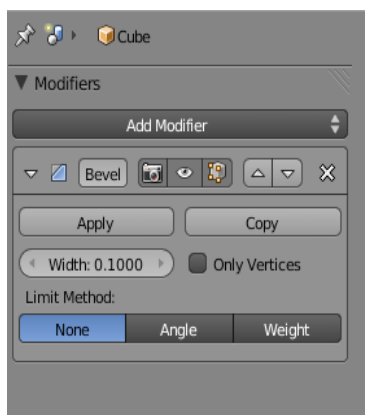 Cube
Modifiers
Add Modifier
Bevel
Apply Copy
Width: 0.1000 Only Vertices
Limit Method:
None Angle Weight